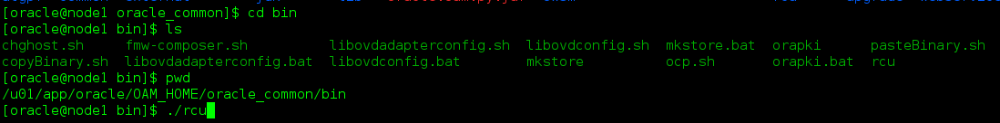 [oracle@node1 oracle_common]$ cd bin
[oracle@node1 bin]$ ls
chghost.sh fmw-composer.sh libovdadapterconfig.sh libovdconfig.sh mkstore.bat orapki pasteBinary.sh
copyBinary.sh libovdadapterconfig.bat libovdconfig.bat mkstore ocp.sh orapki.bat rcu
[oracle@node1 bin]$ pwd
/u01/app/oracle/OAM_HOME/oracle_common/bin
[oracle@node1 bin]$ ./rcu